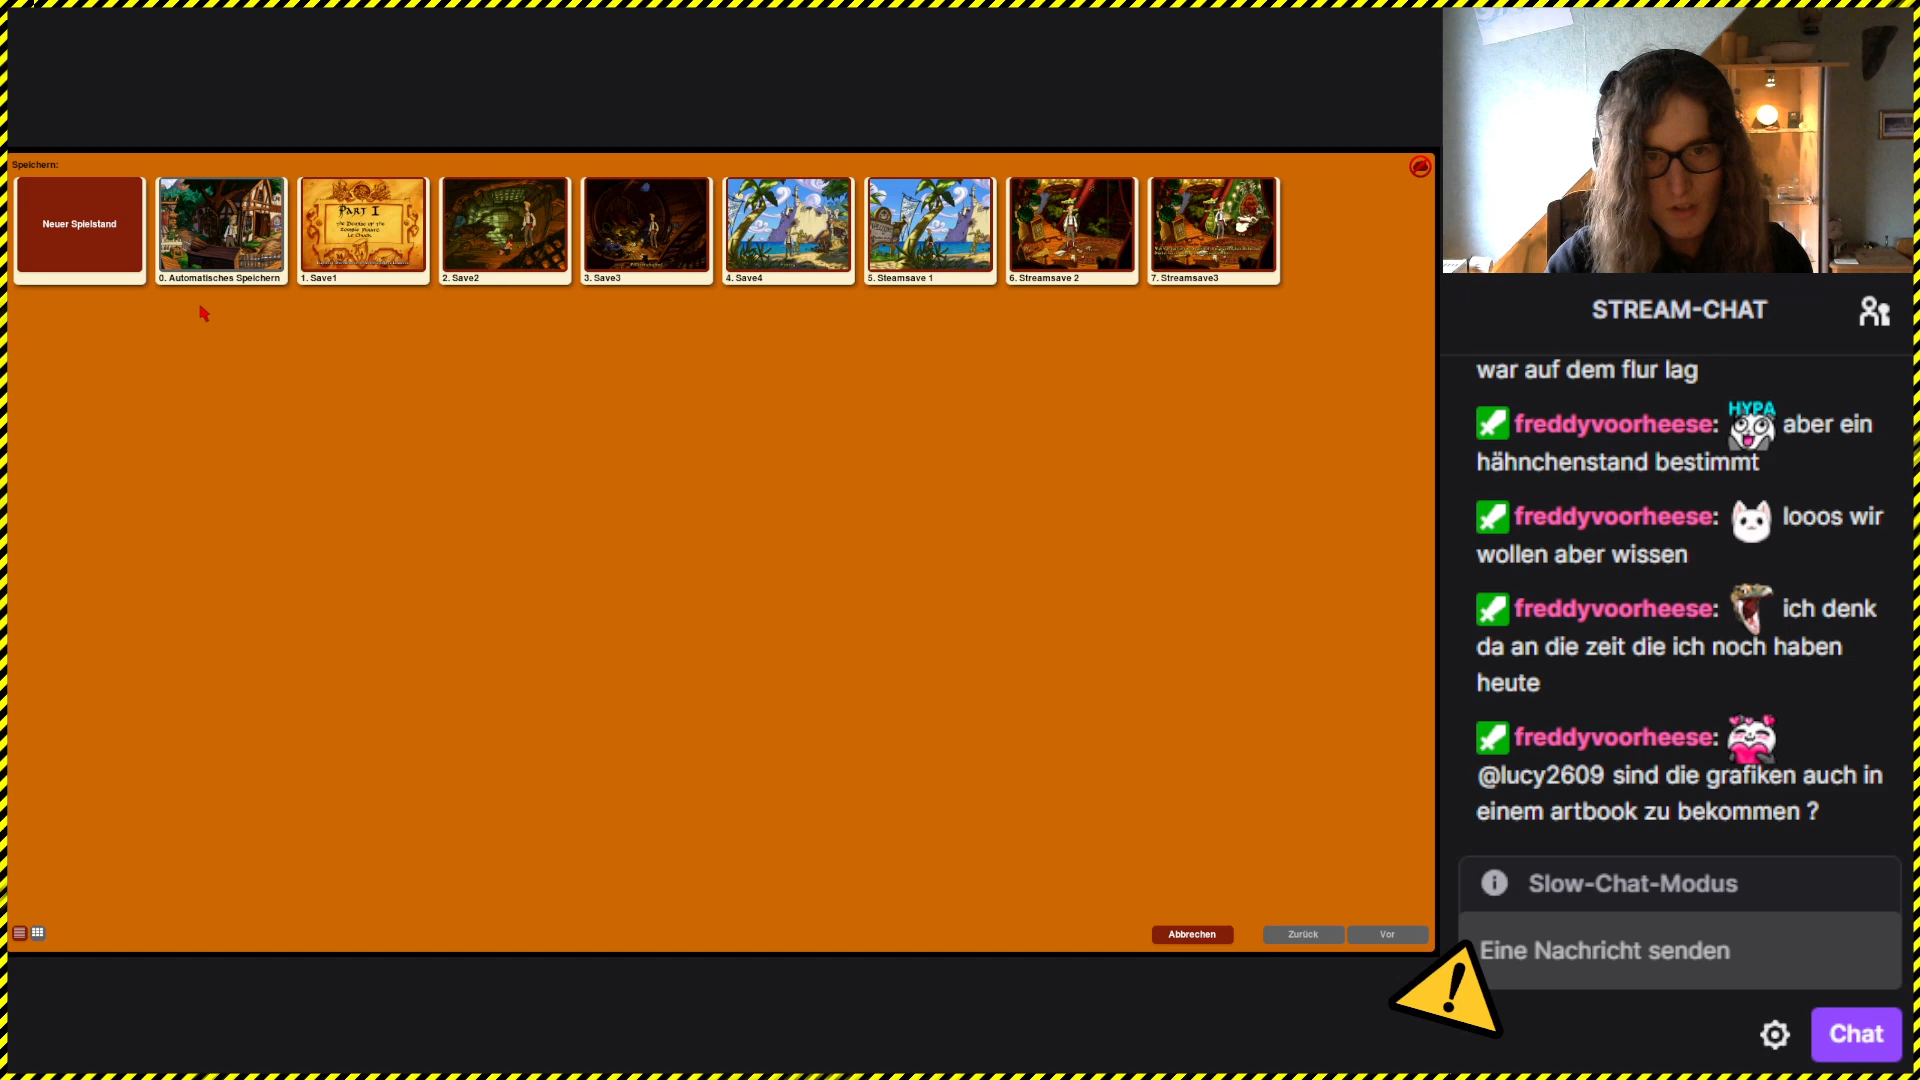 Speichern:
Neuer Spielstand
PART I
0. Automatisches Speichern
1. Save1
2. Save2
3. Save3
4. Save4
5. Steamsave 1
6. Streamsave 2
7. Streamsave3
Abbrechen
Zurück
Vor
STREAM-CHAT
war auf dem flur lag
freddyvoorheese: HYPA aber ein
hähnchenstand bestimmt
freddyvoorheese: looos wir
wollen aber wissen
freddyvoorheese: ich denk
da an die zeit die ich noch haben
heute
freddyvoorheese:
@lucy2609 sind die grafiken auch in
einem artbook zu bekommen ?
Slow-Chat-Modus
Eine Nachricht senden
Chat